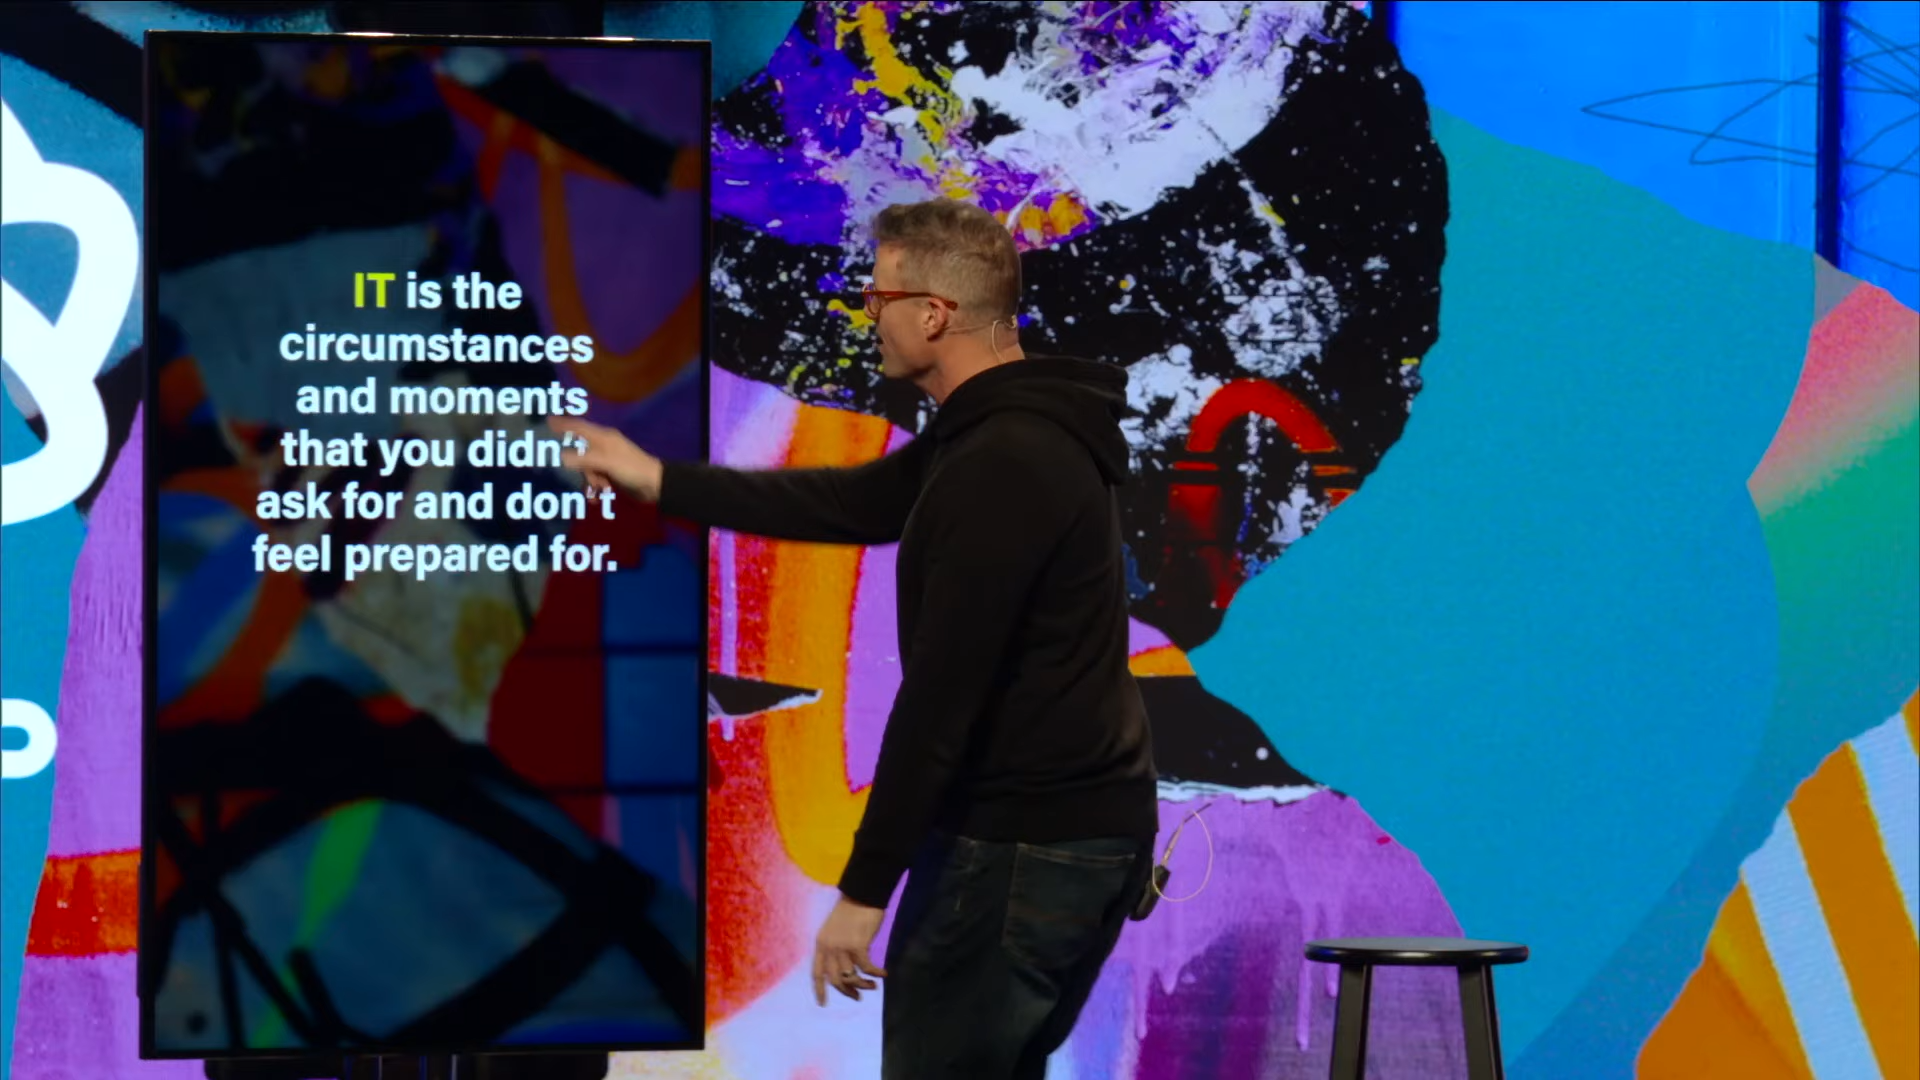 IT is the
circumstances
and moments
that you didn't
ask for and don't
feel prepared for.